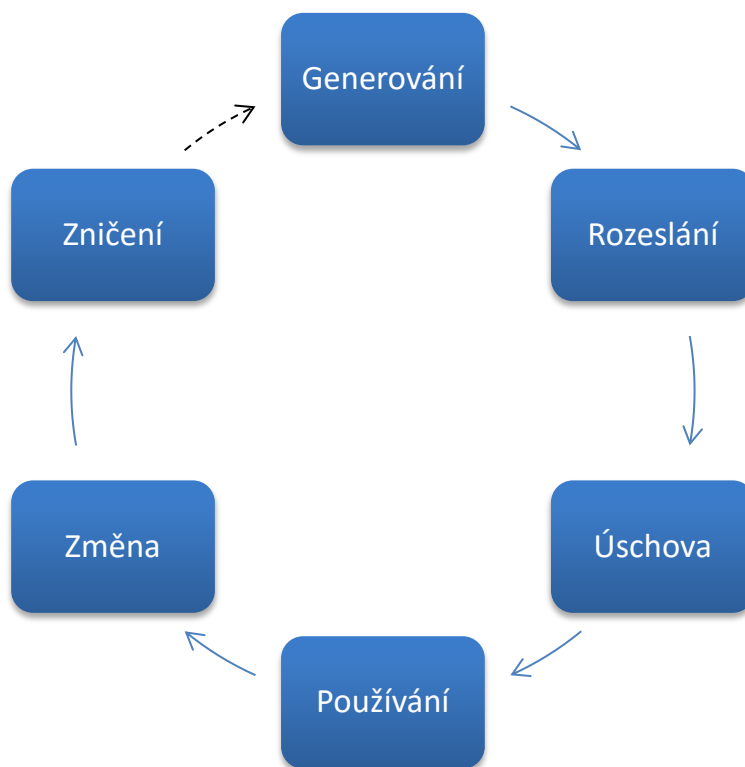 Generování
Rozeslání
Úschova
Používání
Změna
Zničení